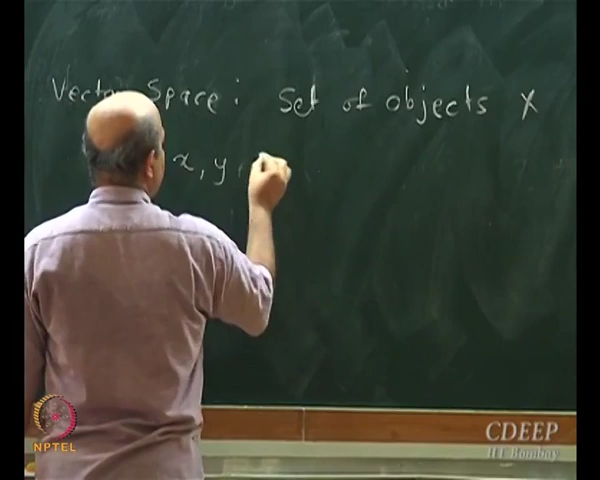 Vector Space : Set of objects X
x, y
NPTEL
CDEEP
IIT Bombay